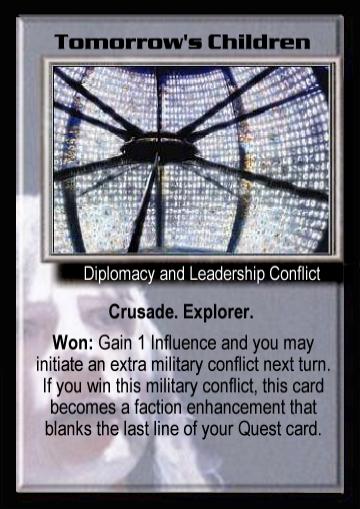 Tomorrow's Children
Diplomacy and Leadership Conflict
Crusade. Explorer.
Won: Gain 1 Influence and you may
initiate an extra military conflict next turn.
If you win this military conflict, this card
becomes a faction enhancement that
blanks the last line of your Quest card.